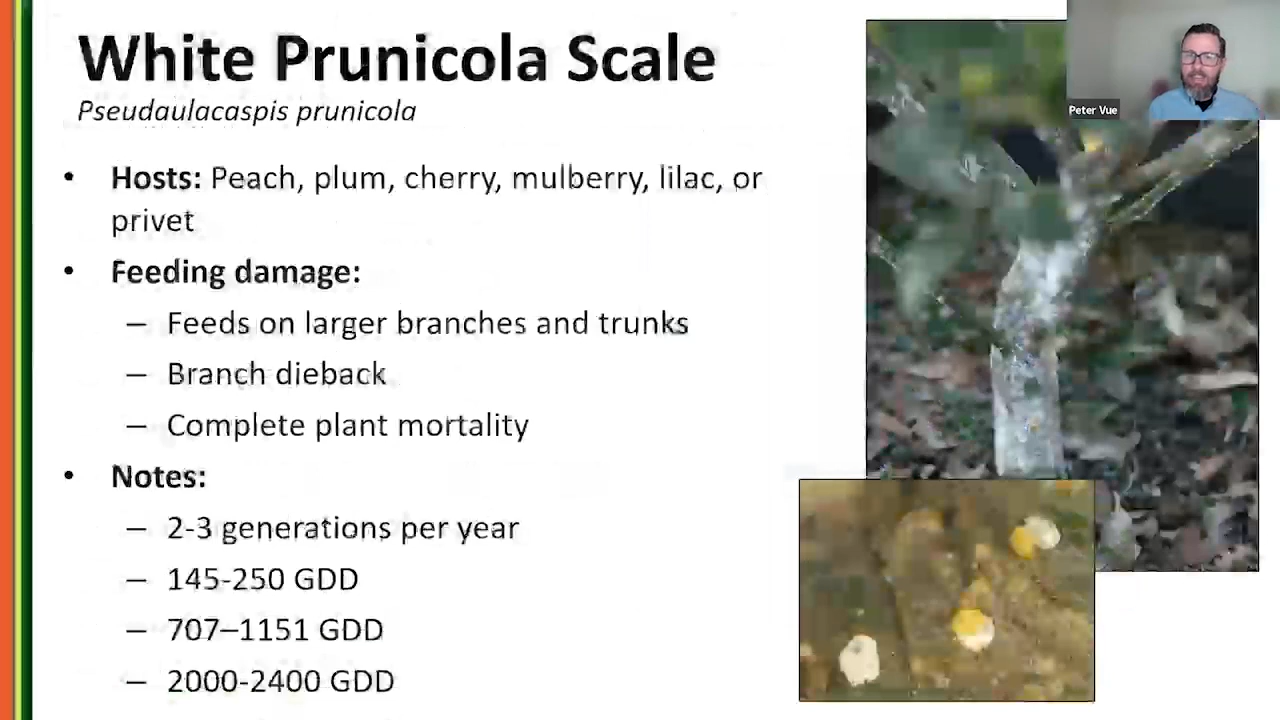 White Prunicola Scale
Pseudaulacaspis prunicola
• Hosts: Peach, plum, cherry, mulberry, lilac, or
privet
• Feeding damage:
– Feeds on larger branches and trunks
– Branch dieback
– Complete plant mortality
• Notes:
– 2-3 generations per year
– 145-250 GDD
– 707–1151 GDD
– 2000-2400 GDD
Peter Vue